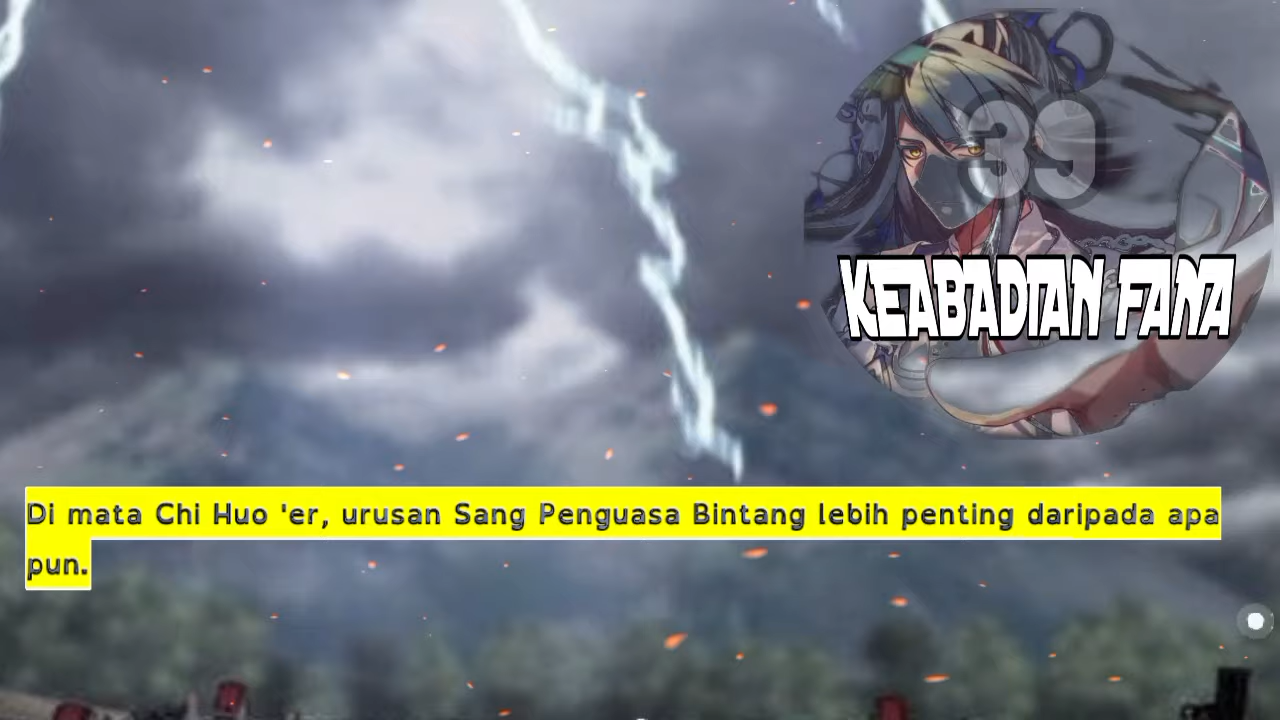 39
KEABADIAN FANA
Di mata Chi Huo 'er, urusan Sang Penguasa Bintang lebih penting daripada apa
pun.